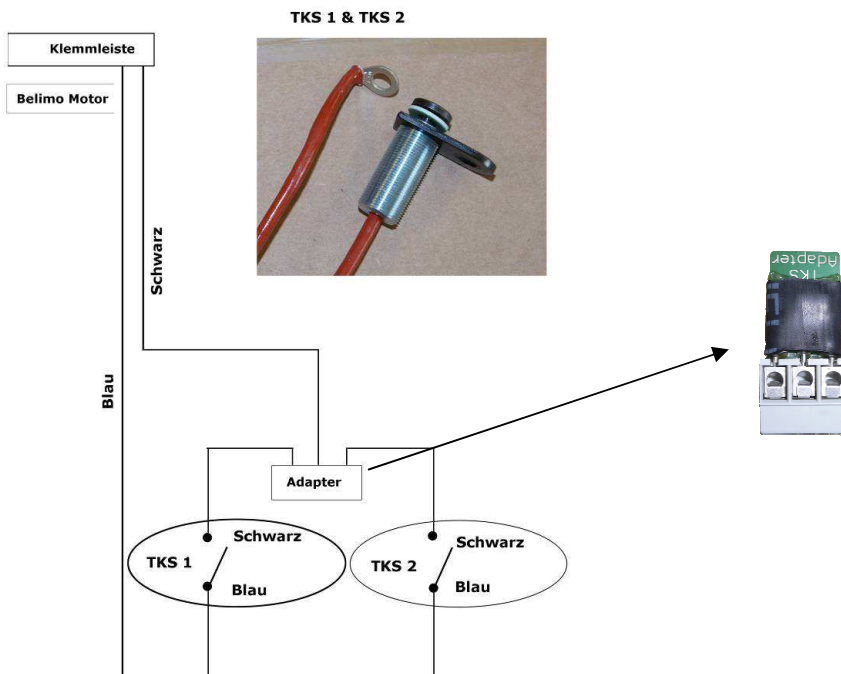 TKS 1 & TKS 2
Klemmleiste
Belimo Motor
Schwarz
Blau
TKS
Adapter
Adapter
TKS 1
Schwarz
Blau
TKS 2
Schwarz
Blau